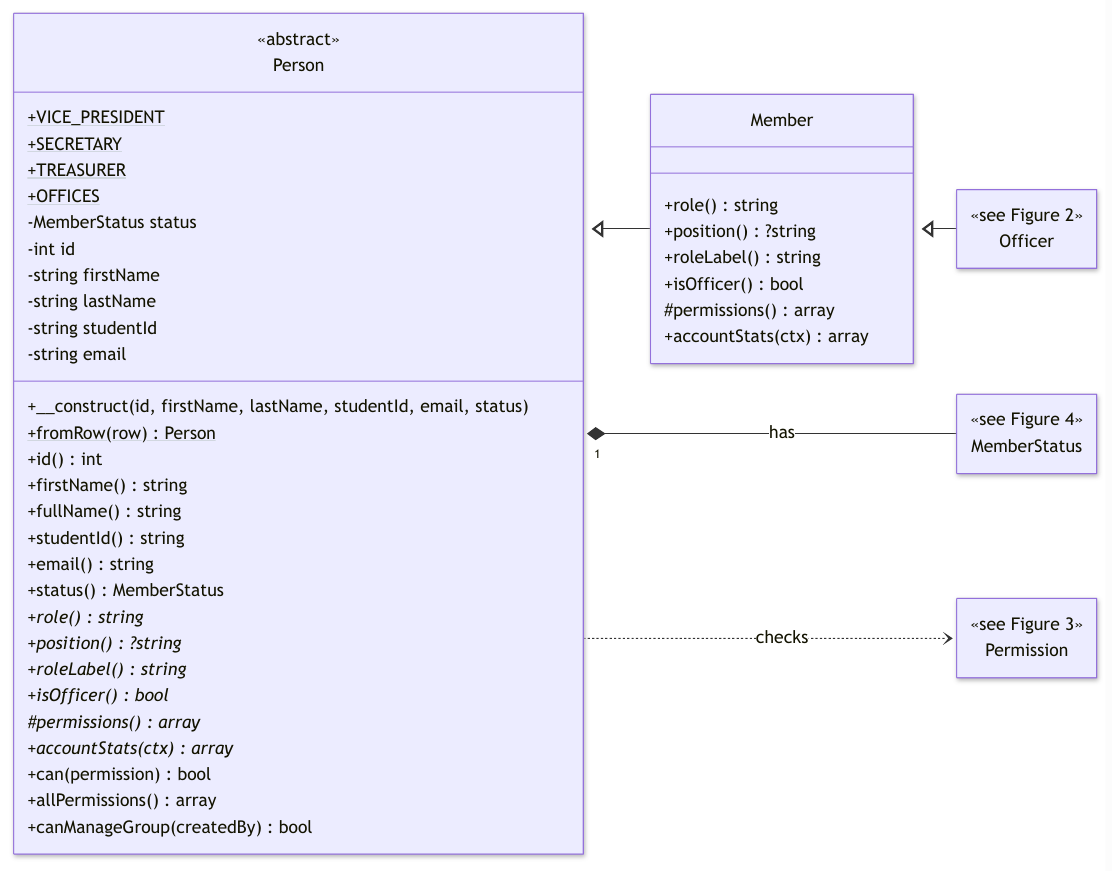 «abstract»
Person
+VICE_PRESIDENT
+SECRETARY
+TREASURER
+OFFICES
-MemberStatus status
-int id
-string firstName
-string lastName
-string studentId
-string email
+__construct(id, firstName, lastName, studentId, email, status)
+fromRow(row) : Person
+id() : int
+firstName() : string
+fullName() : string
+studentId() : string
+email() : string
+status() : MemberStatus
+role() : string
+position() : ?string
+roleLabel() : string
+isOfficer() : bool
#permissions() : array
+accountStats(ctx) : array
+can(permission) : bool
+allPermissions() : array
+canManageGroup(createdBy) : bool
Member
+role() : string
+position() : ?string
+roleLabel() : string
+isOfficer() : bool
#permissions() : array
+accountStats(ctx) : array
«see Figure 2»
Officer
has
1
«see Figure 4»
MemberStatus
checks
«see Figure 3»
Permission